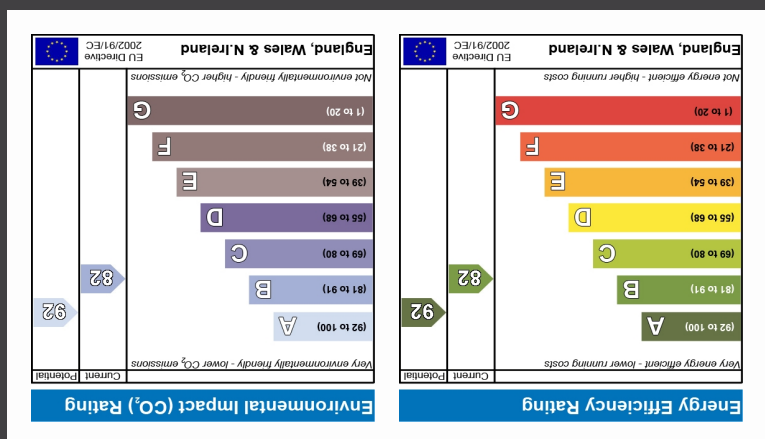 Energy Efficiency Rating
Current Potential
Very energy efficient - lower running costs
(92 to 100) A
92
(81 to 91) B
82
(69 to 80) C
(55 to 68) D
(39 to 54) E
(21 to 38) F
(1 to 20) G
Not energy efficient - higher running costs
England, Wales & N.Ireland
EU Directive
2002/91/EC
Environmental Impact (CO₂) Rating
Current Potential
Very environmentally friendly - lower CO₂ emissions
(92 to 100) A
92
(81 to 91) B
82
(69 to 80) C
(55 to 68) D
(39 to 54) E
(21 to 38) F
(1 to 20) G
Not environmentally friendly - higher CO₂ emissions
England, Wales & N.Ireland
EU Directive
2002/91/EC